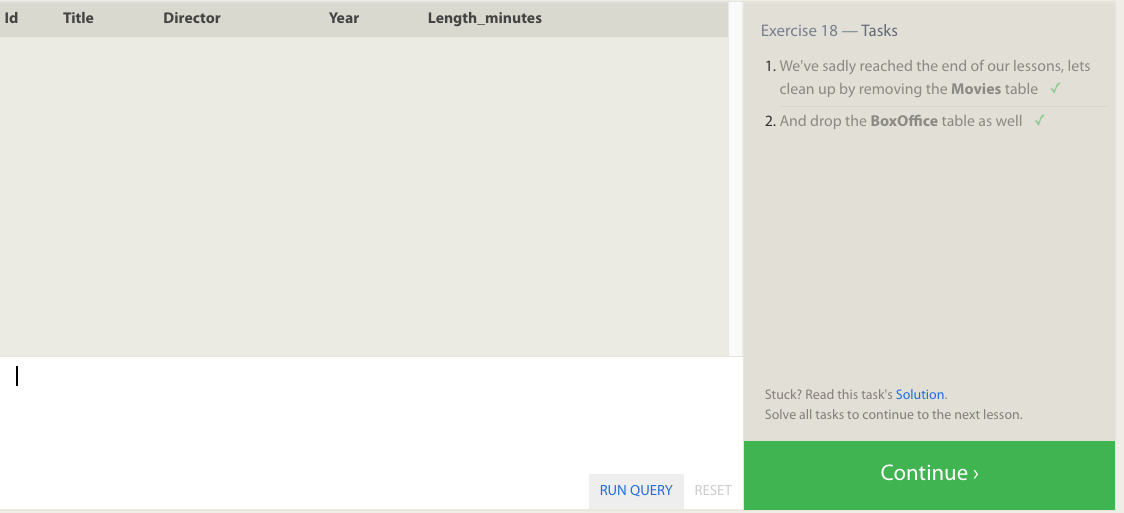 Id Title Director Year Length_minutes
Exercise 18 — Tasks
1. We've sadly reached the end of our lessons, lets
clean up by removing the Movies table ✓
2. And drop the BoxOffice table as well ✓
Stuck? Read this task's Solution.
Solve all tasks to continue to the next lesson.
RUN QUERY RESET
Continue ›